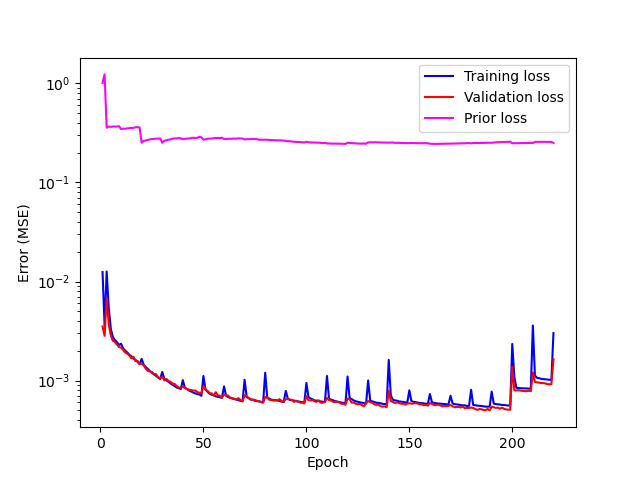 Training loss
Validation loss
Prior loss
10⁰
10⁻¹
10⁻²
10⁻³
Error (MSE)
0
50
100
150
200
Epoch